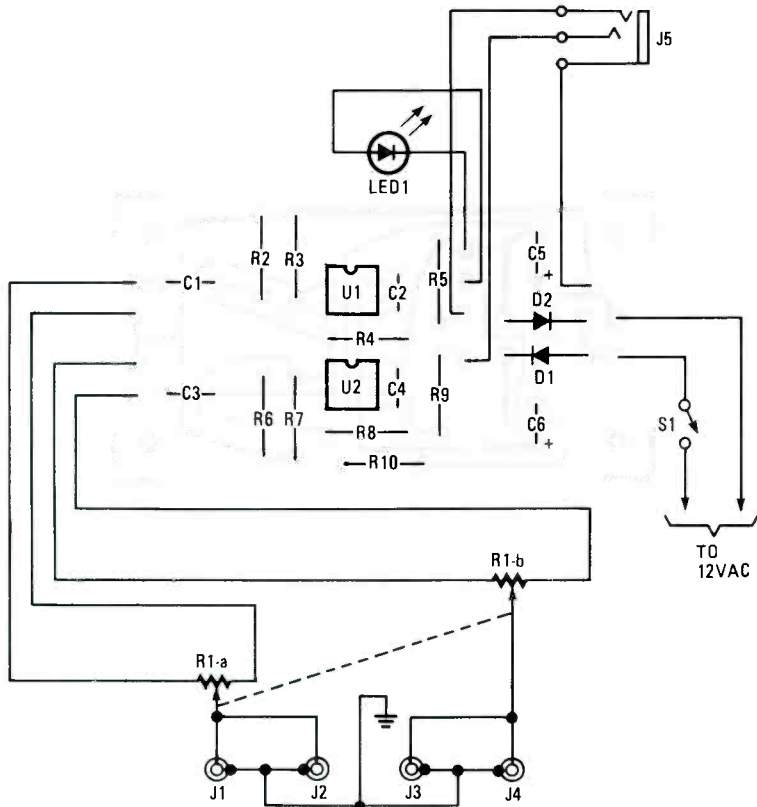 J5
LED1
R2
R3
C5
+
C1
U1
C2
R5
D2
R4
D1
C3
U2
C4
R9
R6
R7
R8
C6
+
S1
R10
R1-b
TO
12VAC
R1-a
J1
J2
J3
J4